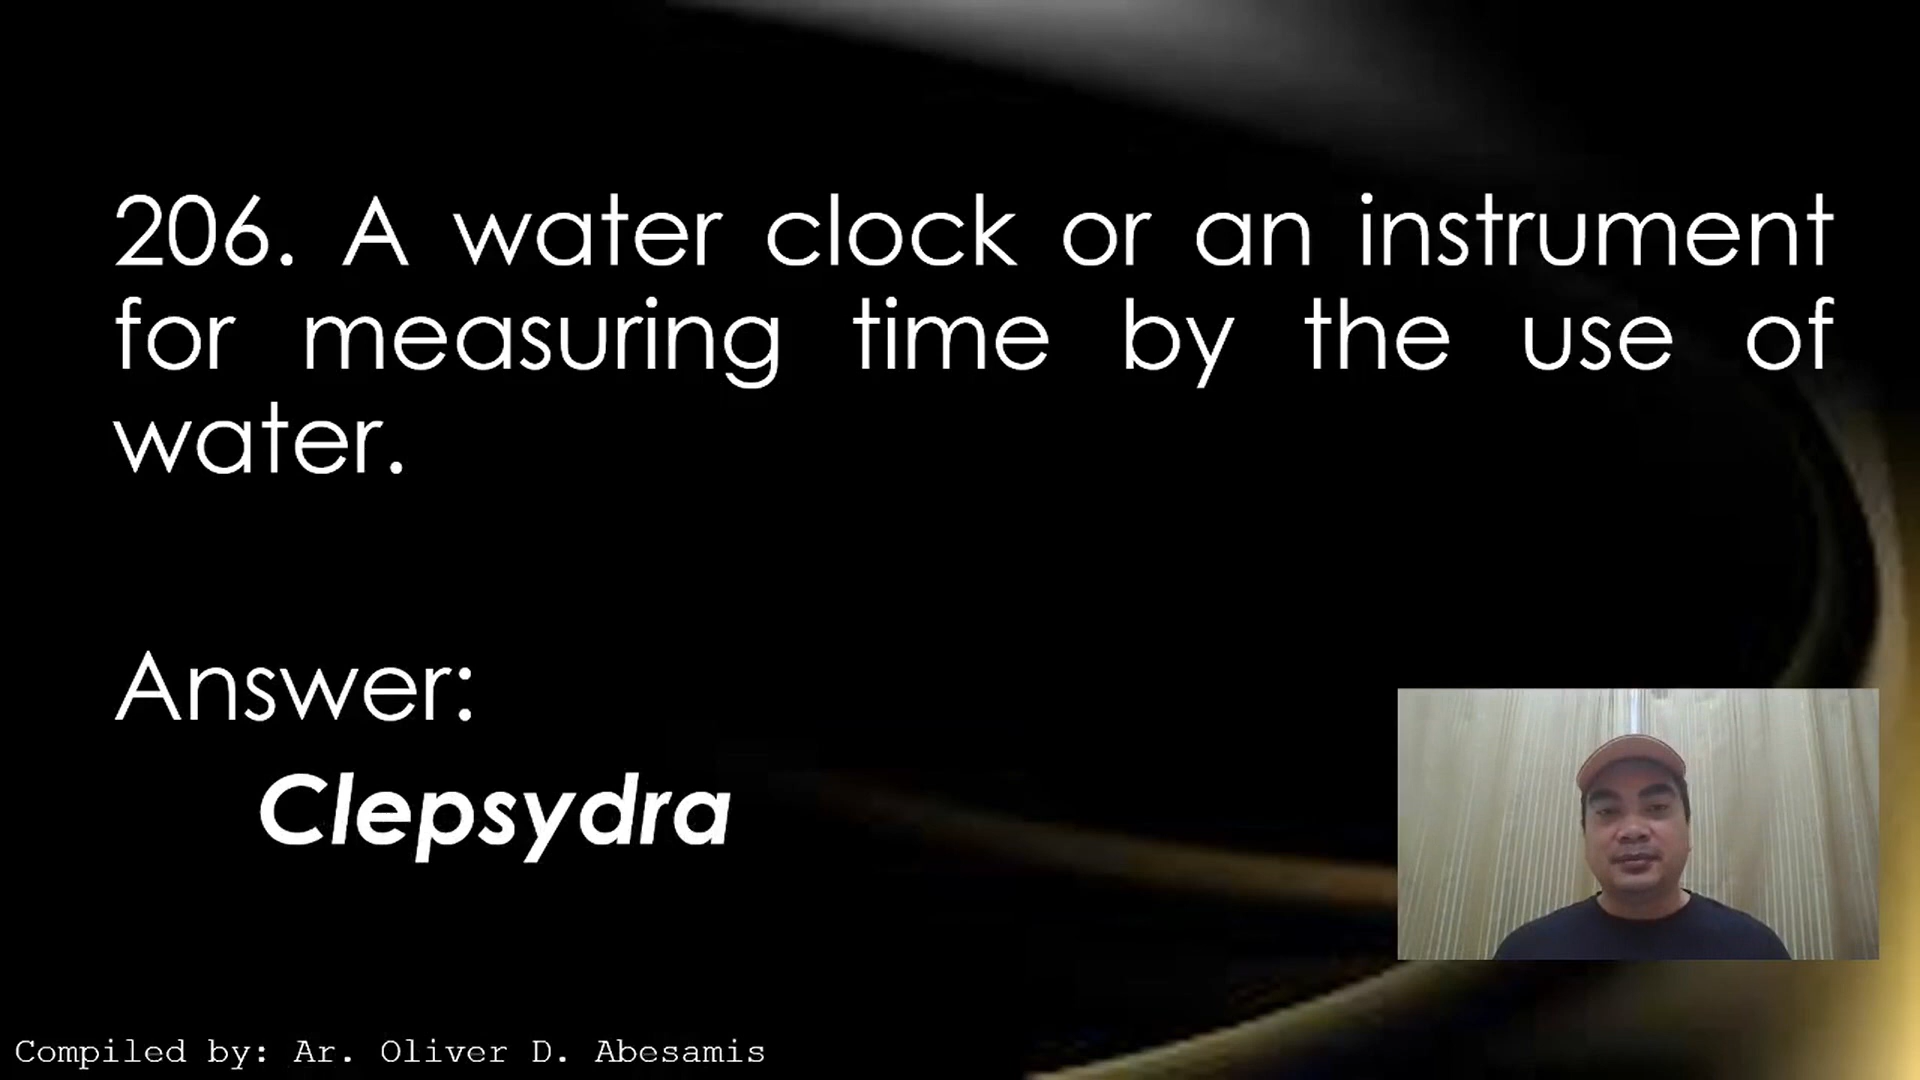 206. A water clock or an instrument
for measuring time by the use of
water.
Answer:
Clepsydra
Compiled by: Ar. Oliver D. Abesamis